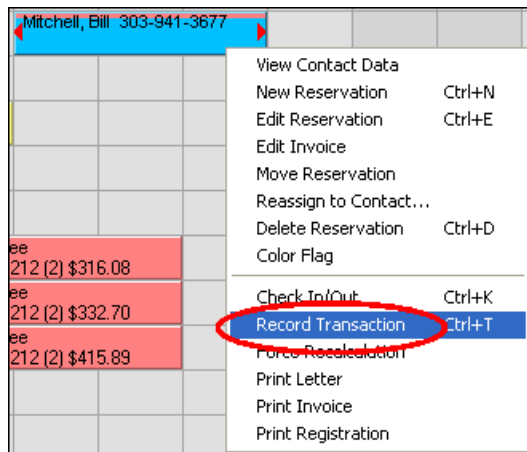 Mitchell, Bill 303-941-3677
View Contact Data
New Reservation Ctrl+N
Edit Reservation Ctrl+E
Edit Invoice
Move Reservation
Reassign to Contact...
Delete Reservation Ctrl+D
Color Flag
ee
212 (2) $316.08
ee
212 (2) $332.70
ee
212 (2) $415.89
Check In/Out Ctrl+K
Record Transaction Ctrl+T
Force Recalculation
Print Letter
Print Invoice
Print Registration